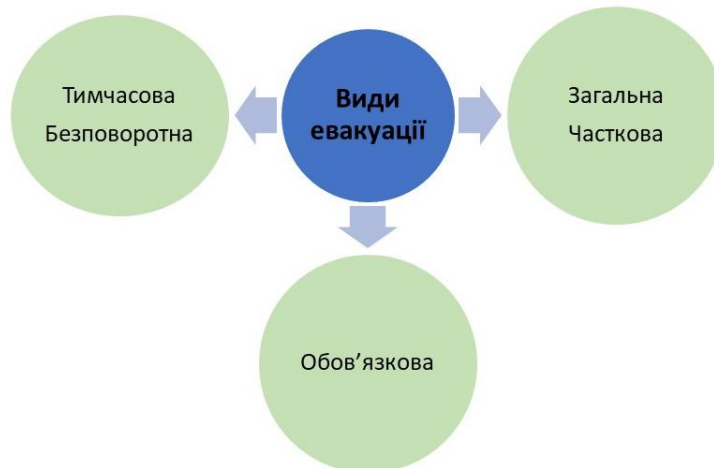 Тимчасова
Безповоротна
Види
евакуації
Загальна
Часткова
Обов’язкова